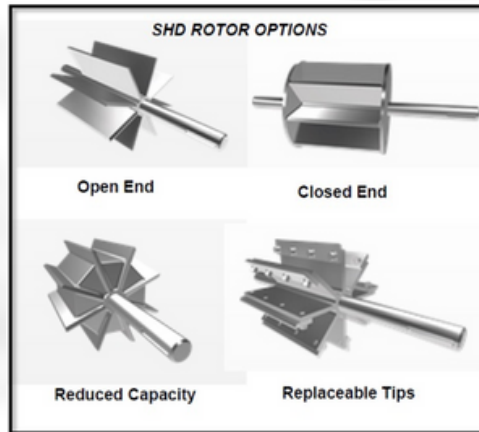 SHD ROTOR OPTIONS
Open End
Closed End
Reduced Capacity
Replaceable Tips